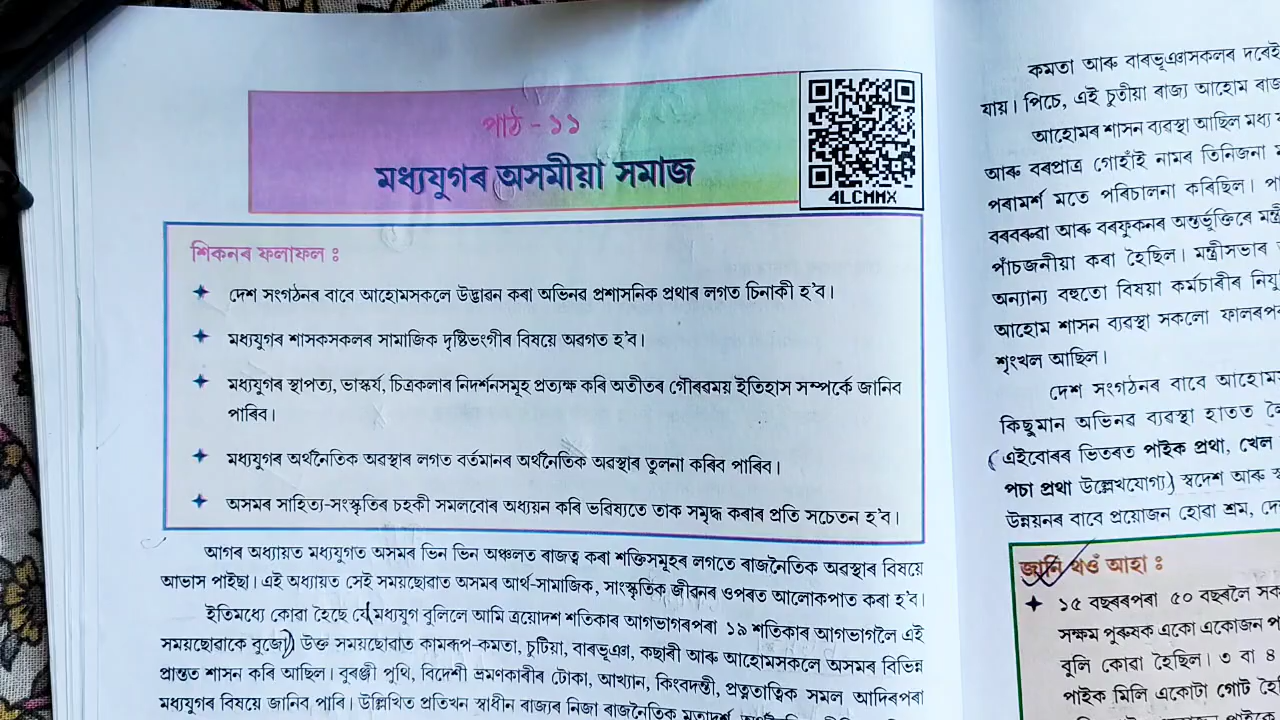 পাঠ - ১১
মধ্যযুগৰ অসমীয়া সমাজ
4LCMMX
শিকনৰ ফলাফল ঃ
দেশ সংগঠনৰ বাবে আহোমসকলে উদ্ভাৱন কৰা অভিনৱ প্ৰশাসনিক প্ৰথাৰ লগত চিনাকী হ'ব।
মধ্যযুগৰ শাসকসকলৰ সামাজিক দৃষ্টিভংগীৰ বিষয়ে অৱগত হ'ব।
মধ্যযুগৰ স্থাপত্য, ভাস্কৰ্য, চিত্ৰকলাৰ নিদৰ্শনসমূহ প্ৰত্যক্ষ কৰি অতীতৰ গৌৰৱময় ইতিহাস সম্পৰ্কে জানিব
পাৰিব।
মধ্যযুগৰ অৰ্থনৈতিক অৱস্থাৰ লগত বৰ্তমানৰ অৰ্থনৈতিক অৱস্থাৰ তুলনা কৰিব পাৰিব।
অসমৰ সাহিত্য-সংস্কৃতিৰ চহকী সমলবোৰ অধ্যয়ন কৰি ভৱিষ্যতে তাক সমৃদ্ধ কৰাৰ প্ৰতি সচেতন হ'ব।
আগৰ অধ্যায়ত মধ্যযুগত অসমৰ ভিন ভিন অঞ্চলত ৰাজত্ব কৰা শক্তিসমূহৰ লগতে ৰাজনৈতিক অৱস্থাৰ বিষয়ে
আভাস পাইছা। এই অধ্যায়ত সেই সময়ছোৱাত অসমৰ আৰ্থ-সামাজিক, সাংস্কৃতিক জীৱনৰ ওপৰত আলোকপাত কৰা হ'ব।
ইতিমধ্যে কোৱা হৈছে যে (মধ্যযুগ বুলিলে আমি ত্ৰয়োদশ শতিকাৰ আগভাগৰপৰা ১৯ শতিকাৰ আগভাগলৈ এই
সময়ছোৱাকে বুজো) উক্ত সময়ছোৱাত কামৰূপ-কমতা, চুটিয়া, বাৰভূঞা, কছাৰী আৰু আহোমসকলে অসমৰ বিভিন্ন
প্ৰান্তত শাসন কৰি আছিল। বুৰঞ্জী পুথি, বিদেশী ভ্ৰমণকাৰীৰ টোকা, আখ্যান, কিংবদন্তী, প্ৰত্নতাত্বিক সমল আদিৰপৰা
মধ্যযুগৰ বিষয়ে জানিব পাৰি। উল্লিখিত প্ৰতিখন স্বাধীন ৰাজ্যৰ নিজা ৰাজনৈতিক
কমতা আৰু বাৰভূঞাসকলৰ দৰেই
যায়। পিচে, এই চুতীয়া ৰাজ্য আহোম
আহোমৰ শাসন ব্যৱস্থা আছিল মধ্য
আৰু বৰপাত্ৰ গোহাঁই নামৰ তিনিজনা
পৰামৰ্শ মতে পৰিচালনা কৰিছিল।
বৰবৰুৱা আৰু বৰফুকনৰ অন্তৰ্ভুক্তিৰে
পাঁচজনীয়া কৰা হৈছিল। মন্ত্ৰীসভাৰ
অন্যান্য বহুতো বিষয়া কৰ্মচাৰীৰ
আহোম শাসন ব্যৱস্থা সকলো
শৃংখল আছিল।
দেশ সংগঠনৰ বাবে
কিছুমান অভিনৱ ব্যৱস্থা হাতত
(এইবোৰৰ ভিতৰত পাইক প্ৰথা, খেল
পচা প্ৰথা উল্লেখযোগ্য) স্বদেশ আৰু
উন্নয়নৰ বাবে প্ৰয়োজন হোৱা শ্ৰম,
জানি থওঁ আহা ঃ
১৫ বছৰৰপৰা ৫০ বছৰলৈ
সক্ষম পুৰুষক একো একোজন
বুলি কোৱা হৈছিল। ৩ বা ৪
পাইক মিলি একোটা গোট